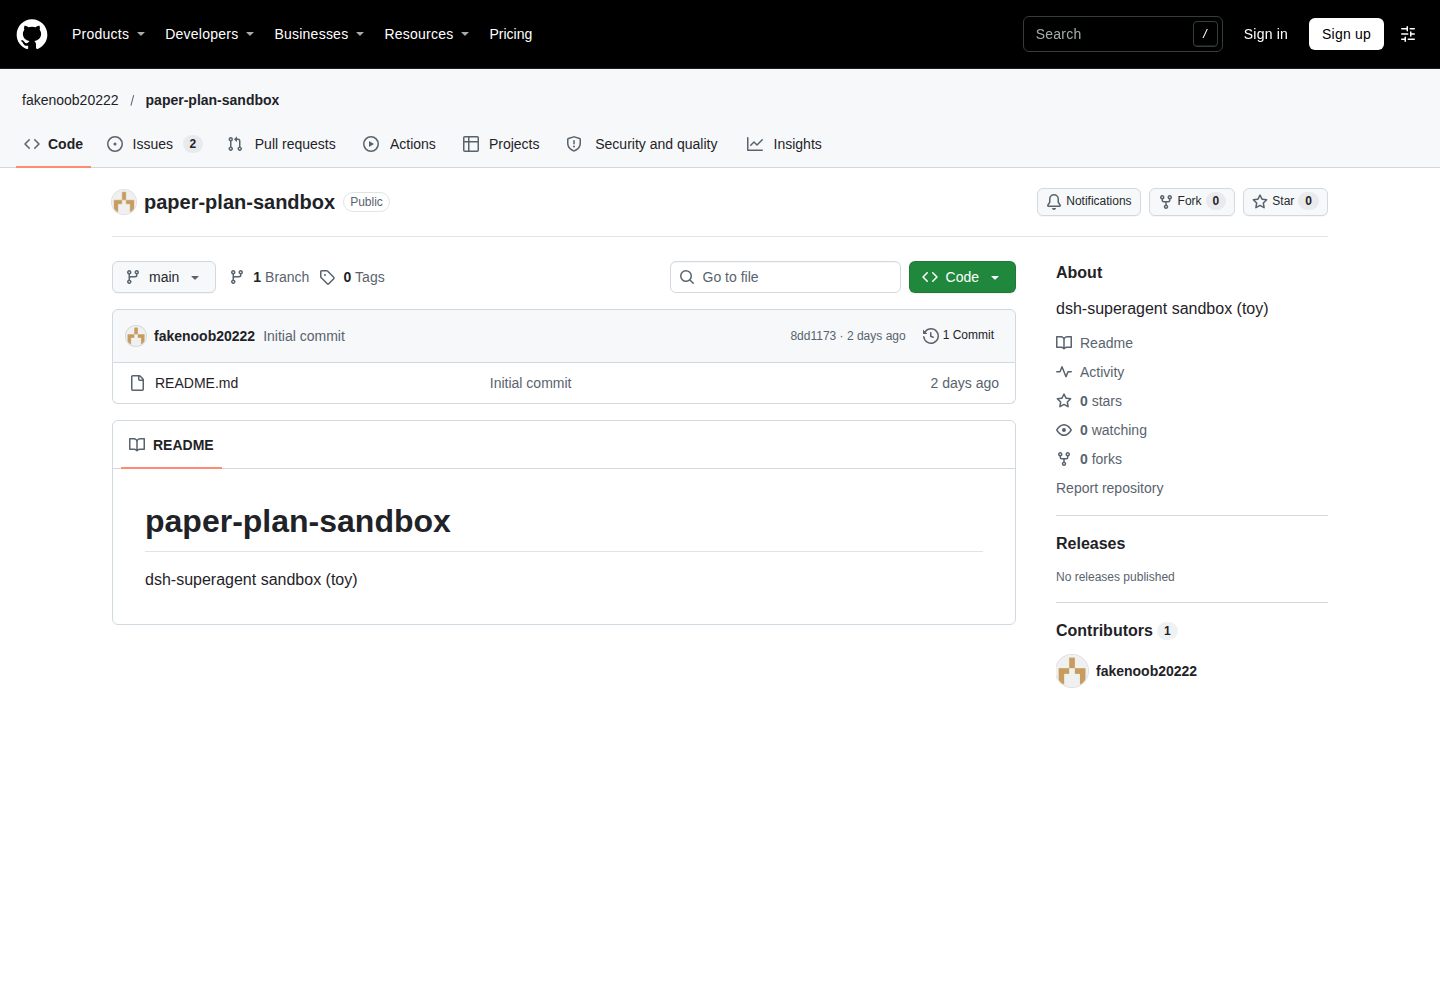 Products Developers Businesses Resources Pricing Search / Sign in Sign up
fakenoob20222 / paper-plan-sandbox
Code Issues 2 Pull requests Actions Projects Security and quality Insights
paper-plan-sandbox Public Notifications Fork 0 Star 0
main 1 Branch 0 Tags Go to file Code
fakenoob20222 Initial commit 8dd1173 · 2 days ago 1 Commit
README.md Initial commit 2 days ago
README
paper-plan-sandbox
dsh-superagent sandbox (toy)
About
dsh-superagent sandbox (toy)
Readme
Activity
0 stars
0 watching
0 forks
Report repository
Releases
No releases published
Contributors 1
fakenoob20222